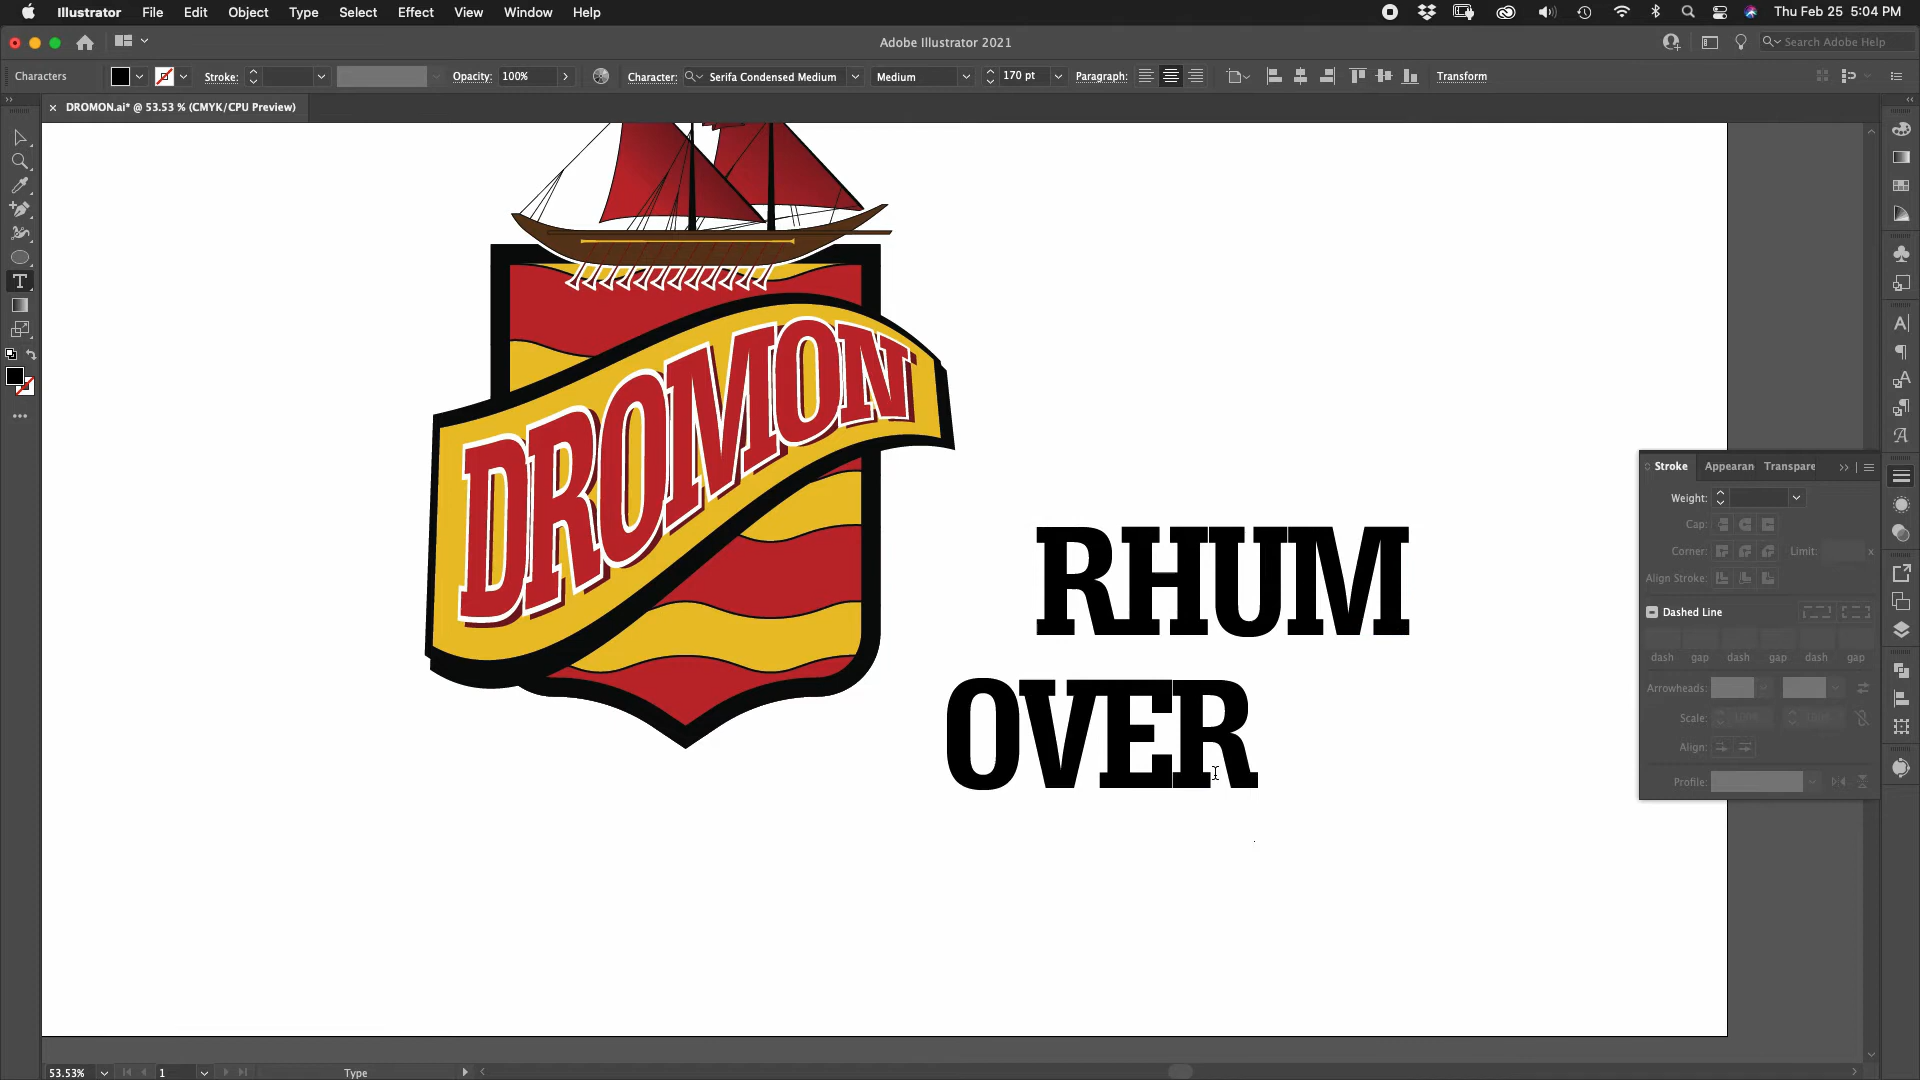 Illustrator File Edit Object Type Select Effect View Window Help Thu Feb 25 5:04 PM
Adobe Illustrator 2021 Search Adobe Help
Characters Stroke: Opacity: 100% Character: Serifa Condensed Medium Medium 170 pt Paragraph: Transform
DROMON.ai* @ 53.53 % (CMYK/CPU Preview)
DROMON
RHUM
OVER
Stroke Appearan Transpare
Weight:
Cap:
Corner: Limit: x
Align Stroke:
Dashed Line
dash gap dash gap dash gap
Arrowheads:
Scale: 100% 100%
Align:
Profile:
53.53% 1 Type